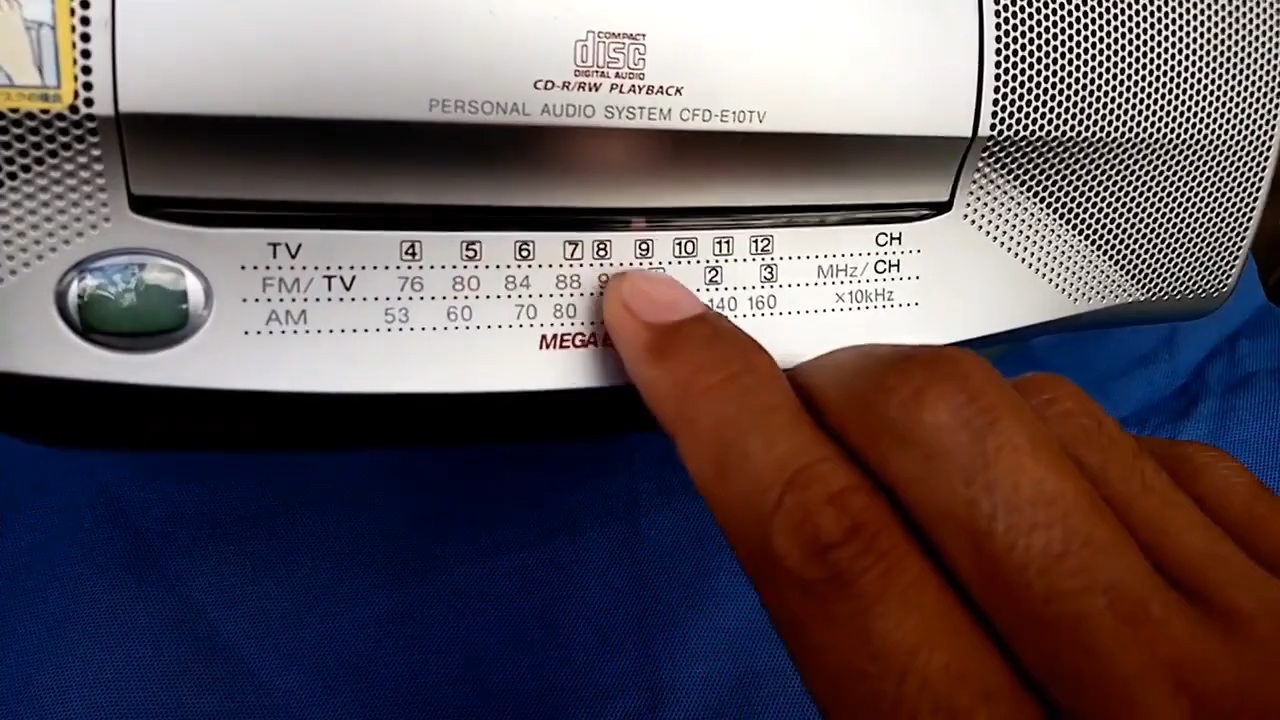 COMPACT
disc
DIGITAL AUDIO
CD-R/RW PLAYBACK
PERSONAL AUDIO SYSTEM CFD-E10TV
TV 4 5 6 7 8 9 10 11 12 CH
FM/TV 76 80 84 88 2 3 MHz/CH
AM 53 60 70 80 140 160 ×10kHz
MEGA